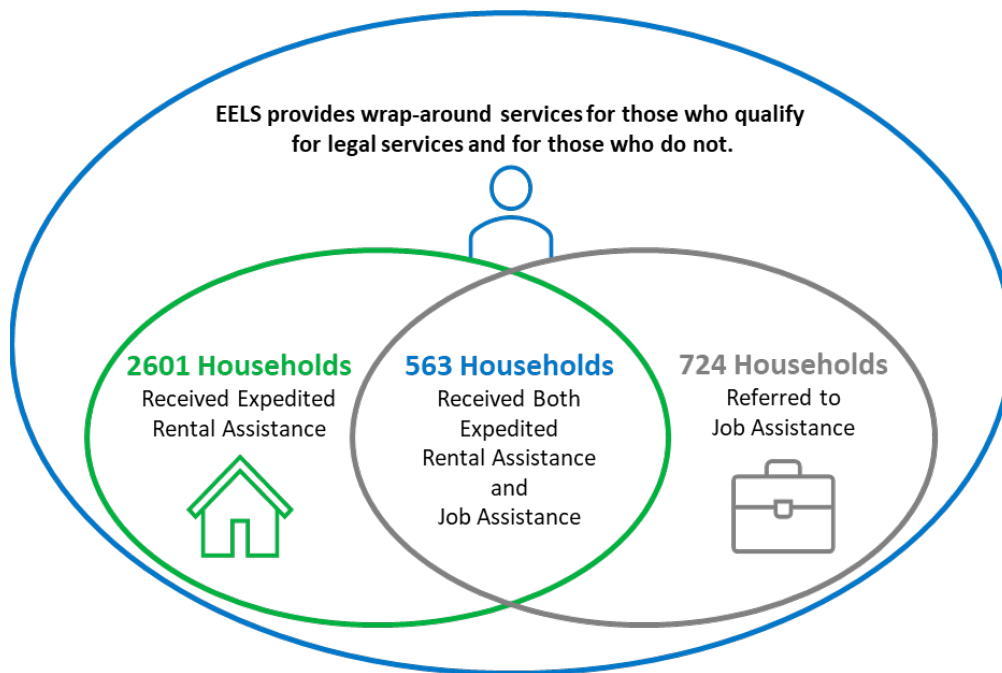 EELS provides wrap-around services for those who qualify
for legal services and for those who do not.
2601 Households
Received Expedited
Rental Assistance
563 Households
Received Both
Expedited
Rental Assistance
and
Job Assistance
724 Households
Referred to
Job Assistance